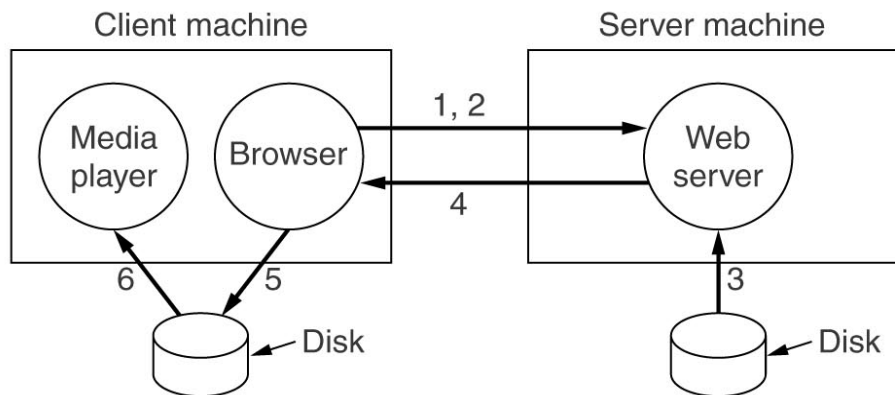 Client machine
Server machine
Media
player
Browser
1, 2
4
Web
server
6
5
3
Disk
Disk